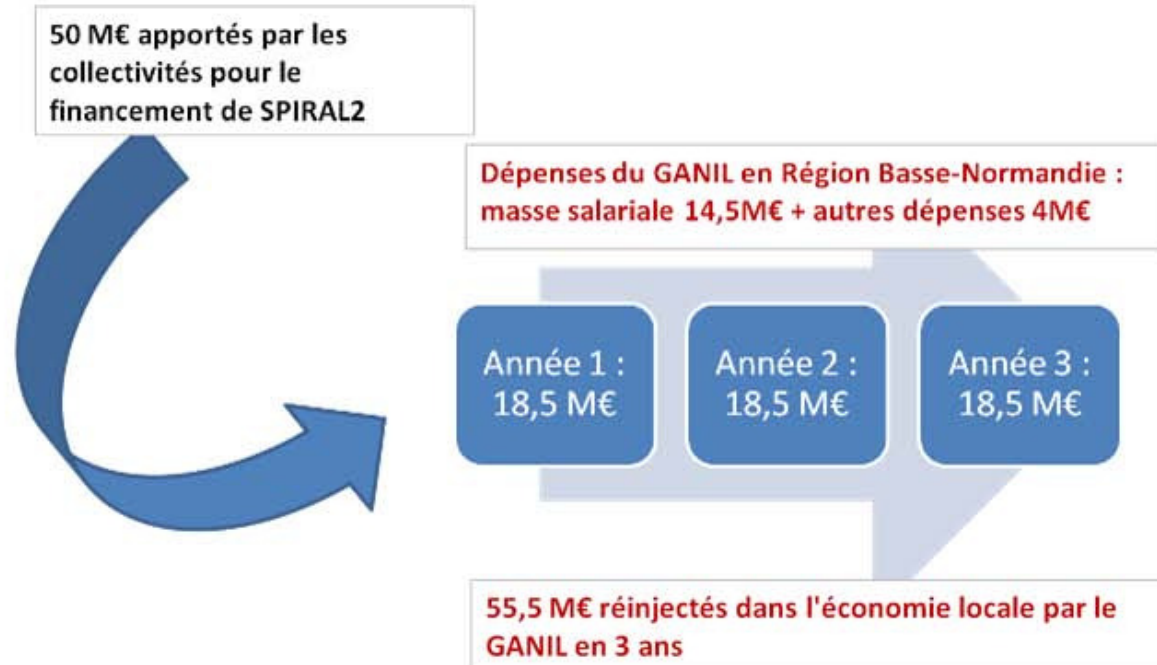 50 M€ apportés par les
collectivités pour le
financement de SPIRAL2
Dépenses du GANIL en Région Basse-Normandie :
masse salariale 14,5M€ + autres dépenses 4M€
Année 1 :
18,5 M€
Année 2 :
18,5 M€
Année 3 :
18,5 M€
55,5 M€ réinjectés dans l'économie locale par le
GANIL en 3 ans